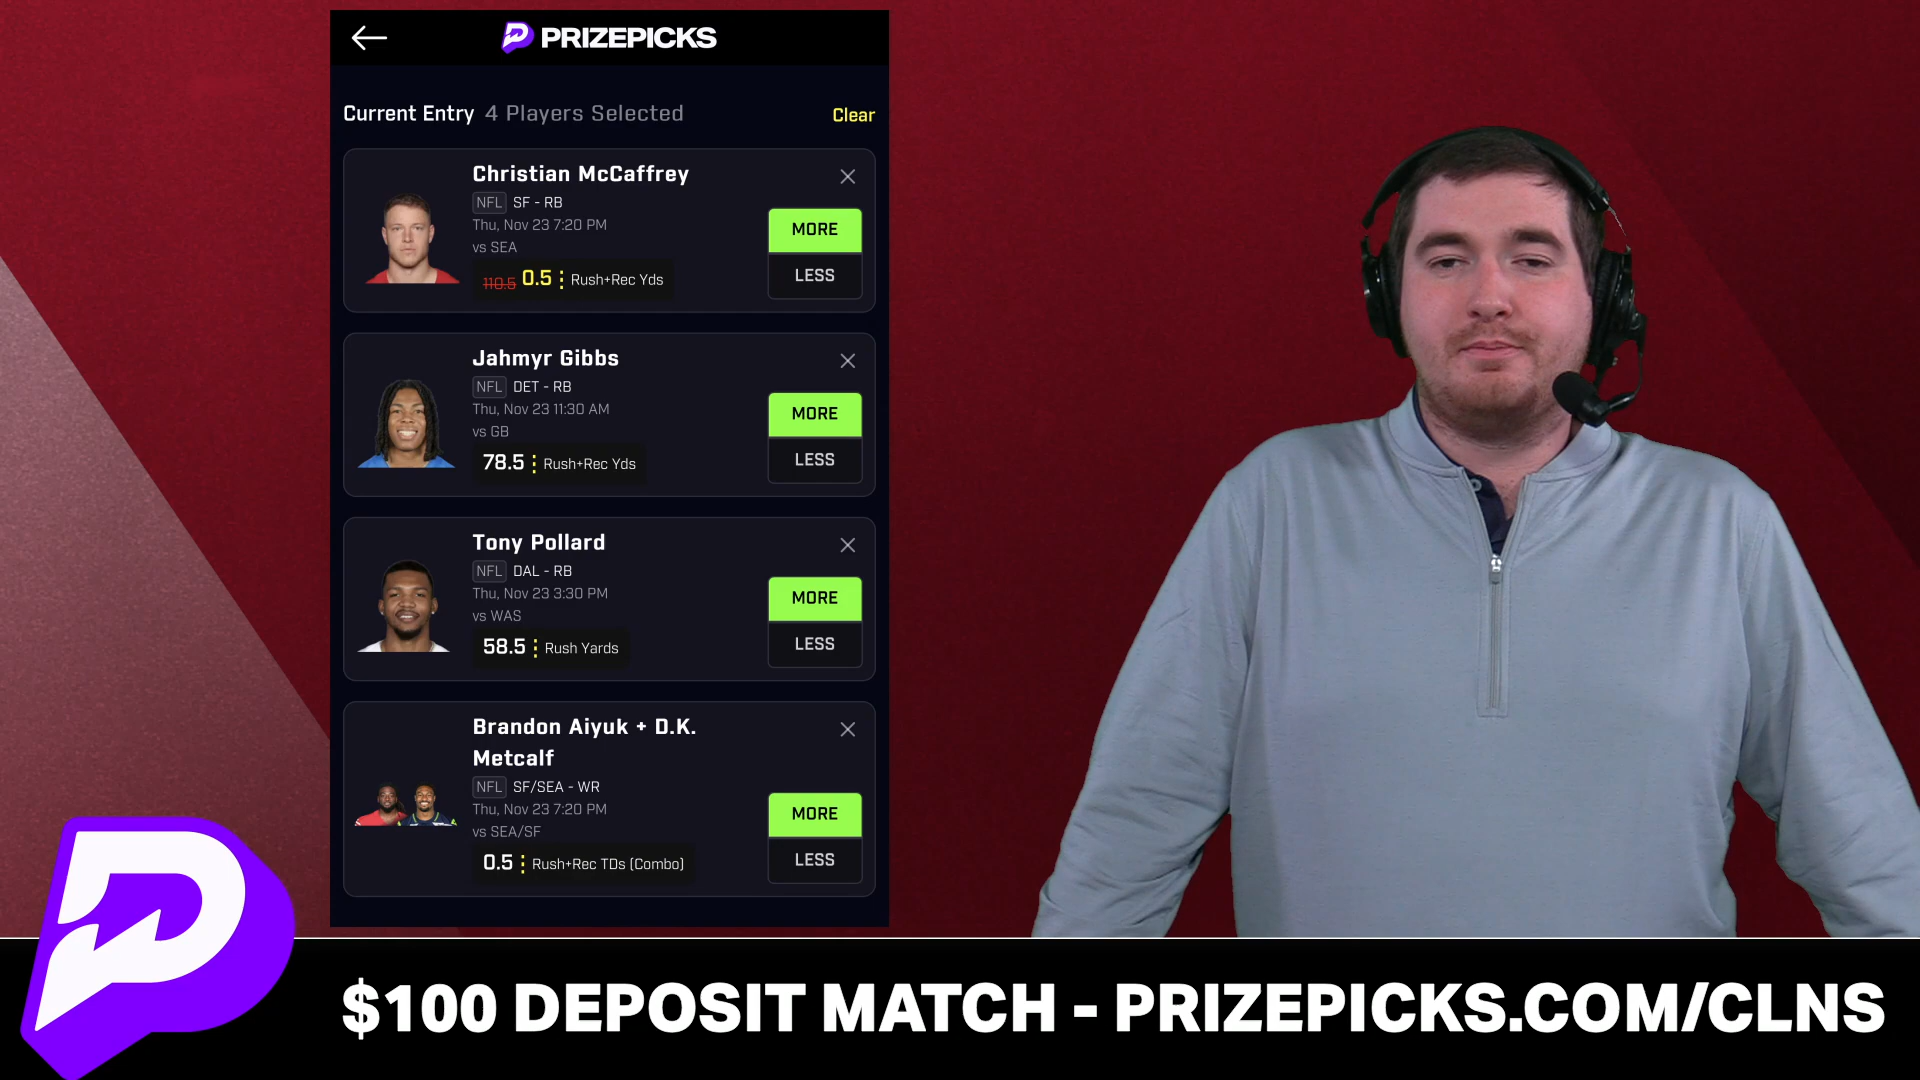 PRIZEPICKS
Current Entry 4 Players Selected Clear
Christian McCaffrey
NFL SF - RB
Thu, Nov 23 7:20 PM
vs SEA
110.5 0.5 Rush+Rec Yds
MORE
LESS
Jahmyr Gibbs
NFL DET - RB
Thu, Nov 23 11:30 AM
vs GB
78.5 Rush+Rec Yds
MORE
LESS
Tony Pollard
NFL DAL - RB
Thu, Nov 23 3:30 PM
vs WAS
58.5 Rush Yards
MORE
LESS
Brandon Aiyuk + D.K.
Metcalf
NFL SF/SEA - WR
Thu, Nov 23 7:20 PM
vs SEA/SF
0.5 Rush+Rec TDs (Combo)
MORE
LESS
$100 DEPOSIT MATCH - PRIZEPICKS.COM/CLNS